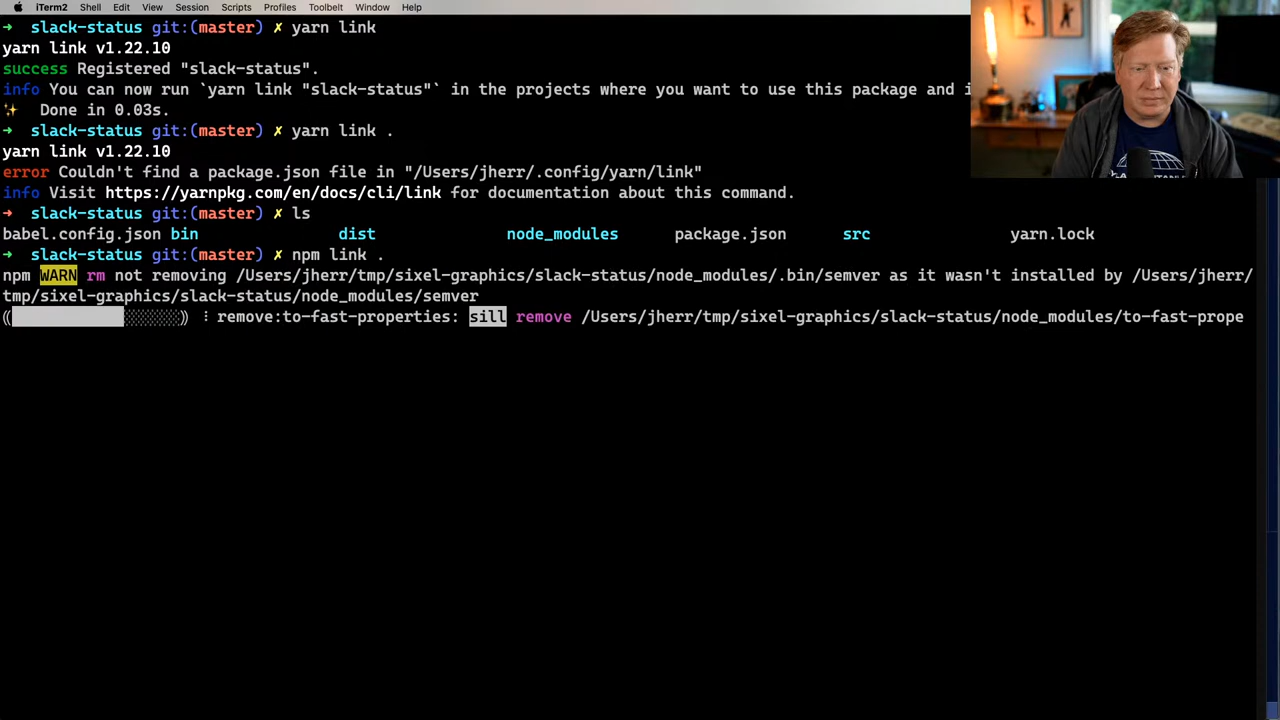 iTerm2 Shell Edit View Session Scripts Profiles Toolbelt Window Help
➜ slack-status git:(master) ✗ yarn link
yarn link v1.22.10
success Registered "slack-status".
info You can now run `yarn link "slack-status"` in the projects where you want to use this package and i
✨ Done in 0.03s.
➜ slack-status git:(master) ✗ yarn link .
yarn link v1.22.10
error Couldn't find a package.json file in "/Users/jherr/.config/yarn/link"
info Visit https://yarnpkg.com/en/docs/cli/link for documentation about this command.
➜ slack-status git:(master) ✗ ls
babel.config.json bin dist node_modules package.json src yarn.lock
➜ slack-status git:(master) ✗ npm link .
npm WARN rm not removing /Users/jherr/tmp/sixel-graphics/slack-status/node_modules/.bin/semver as it wasn't installed by /Users/jherr/
tmp/sixel-graphics/slack-status/node_modules/semver
⸨░░░░░░⸩ ⠸ remove:to-fast-properties: sill remove /Users/jherr/tmp/sixel-graphics/slack-status/node_modules/to-fast-prope